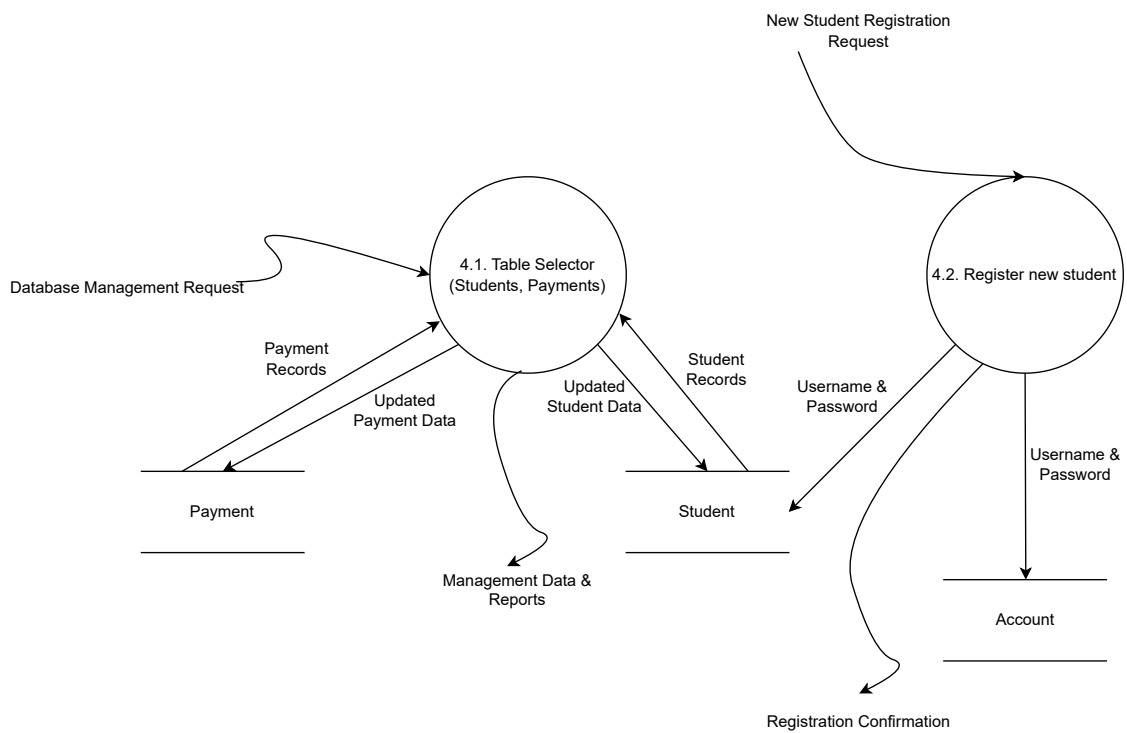 New Student Registration
Request
4.1. Table Selector
(Students, Payments)
4.2. Register new student
Database Management Request
Payment
Records
Student
Records
Updated
Payment Data
Updated
Student Data
Username &
Password
Username &
Password
Payment
Student
Management Data &
Reports
Account
Registration Confirmation